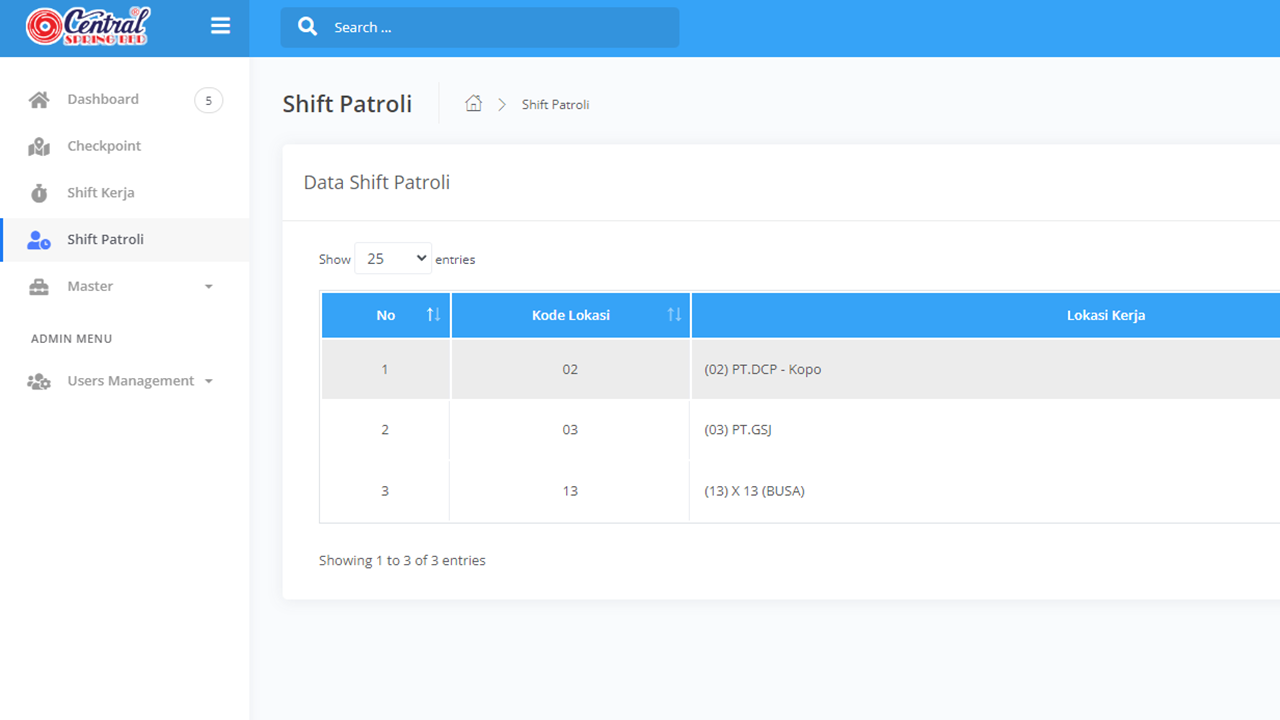 Central®
SPRING BED
Search ...
Dashboard 5
Checkpoint
Shift Kerja
Shift Patroli
Master
ADMIN MENU
Users Management
Shift Patroli
Shift Patroli
Data Shift Patroli
Show 25 entries
No Kode Lokasi Lokasi Kerja
1 02 (02) PT.DCP - Kopo
2 03 (03) PT.GSJ
3 13 (13) X 13 (BUSA)
Showing 1 to 3 of 3 entries